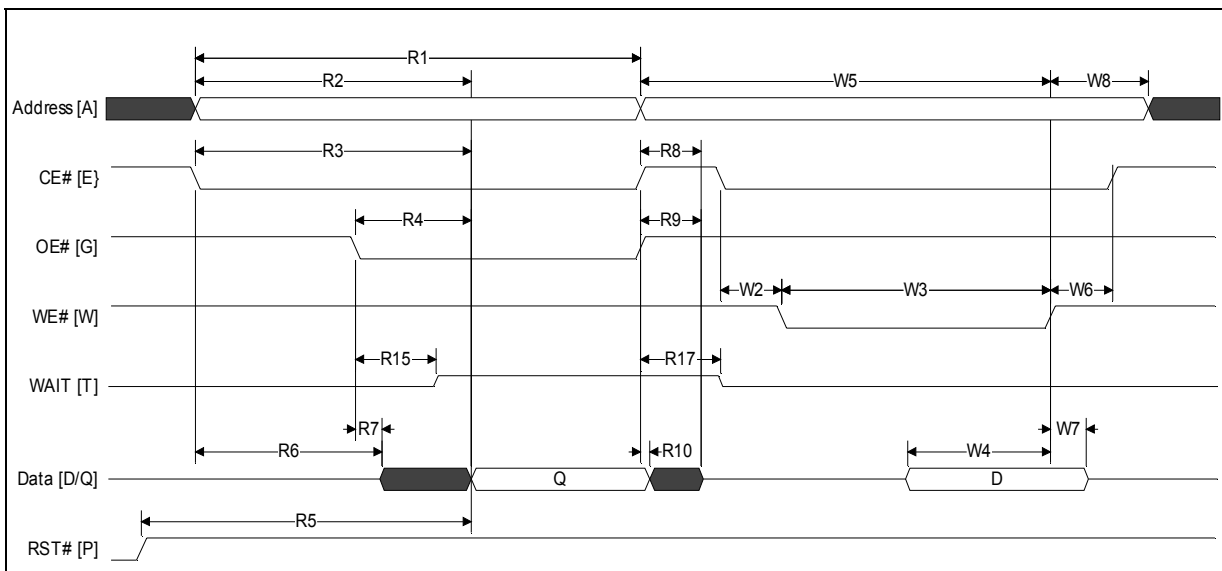 R1
R2
W5
W8
Address [A]
R3
R8
CE# [E}
R4
R9
OE# [G]
W2
W3
W6
WE# [W]
R15
R17
WAIT [T]
R7
W7
R6
R10
W4
Data [D/Q]
Q
D
R5
RST# [P]